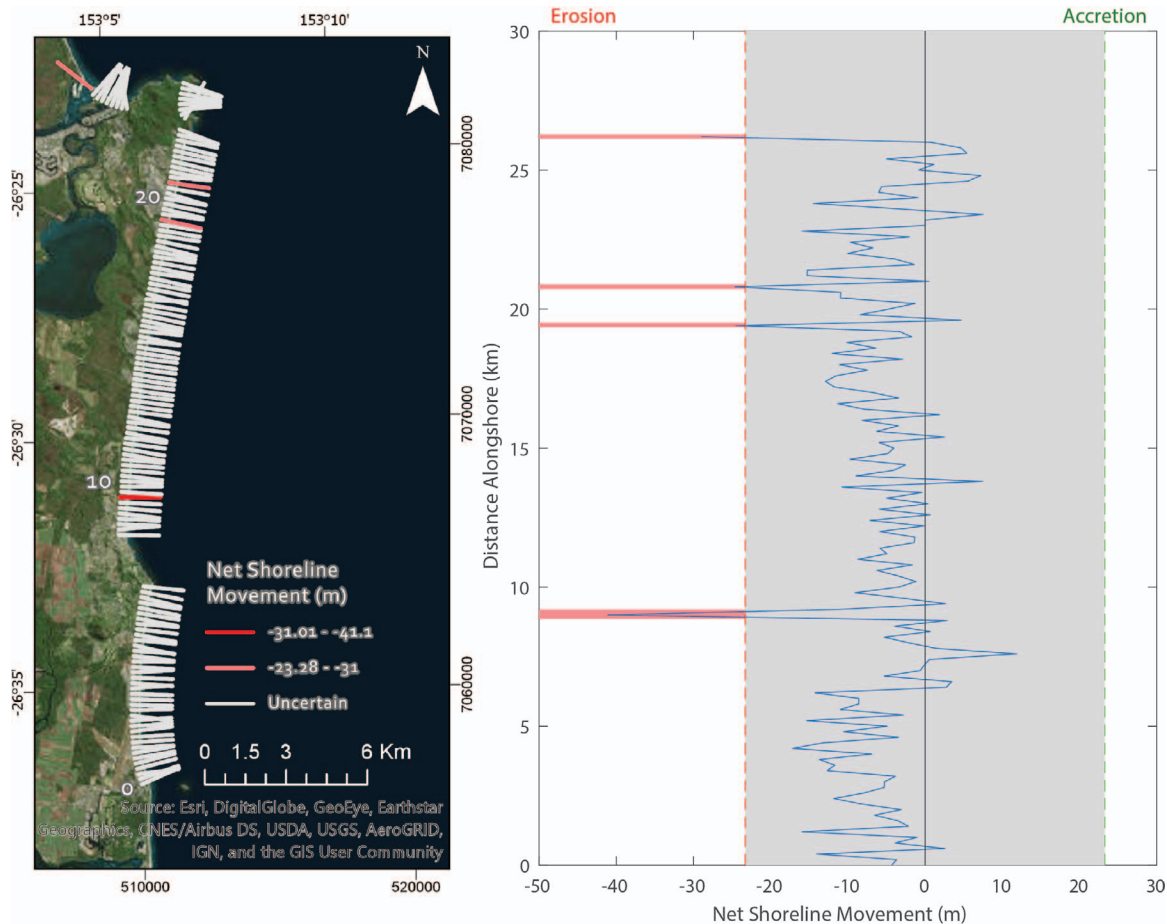 153°5'
153°10'
N
-26°25'
-26°30'
-26°35'
7080000
7070000
7060000
20
10
0
Net Shoreline
Movement (m)
-31.01 - -41.1
-23.28 - -31
Uncertain
0 1.5 3 6 Km
Source: Esri, DigitalGlobe, GeoEye, Earthstar
Geographics, CNES/Airbus DS, USDA, USGS, AeroGRID,
IGN, and the GIS User Community
510000
520000
Erosion
Accretion
30
25
20
15
10
5
0
Distance Alongshore (km)
-50 -40 -30 -20 -10 0 10 20 30
Net Shoreline Movement (m)